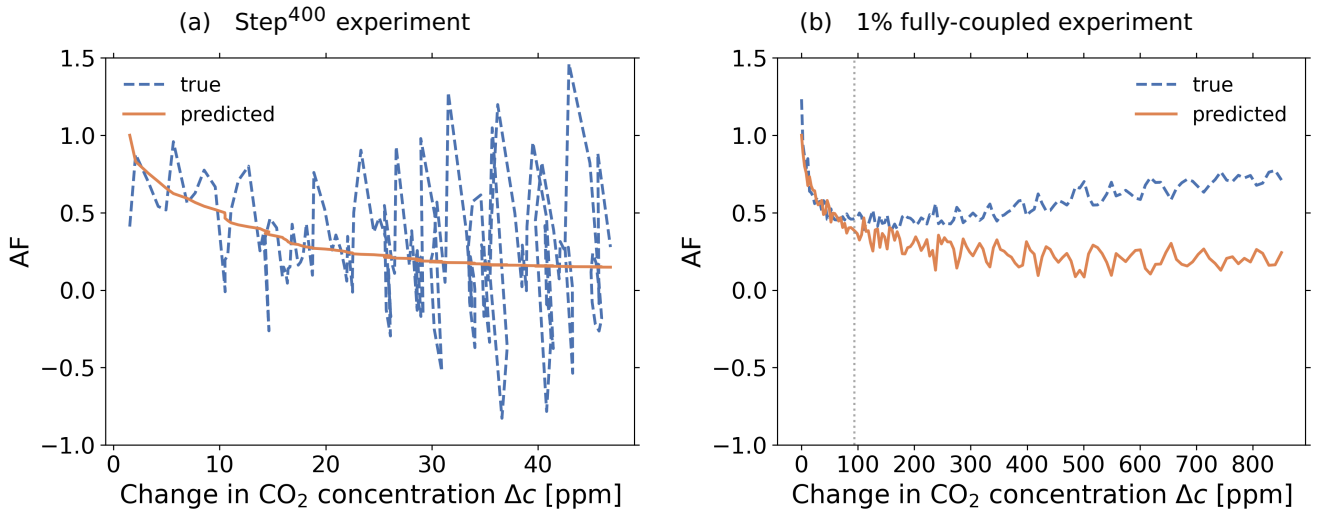 (a) Step⁴⁰⁰ experiment
1.5
1.0
0.5
0.0
−0.5
−1.0
AF
true
predicted
0 10 20 30 40
Change in CO₂ concentration Δc [ppm]
(b) 1% fully-coupled experiment
1.5
1.0
0.5
0.0
−0.5
−1.0
AF
true
predicted
0 100 200 300 400 500 600 700 800
Change in CO₂ concentration Δc [ppm]